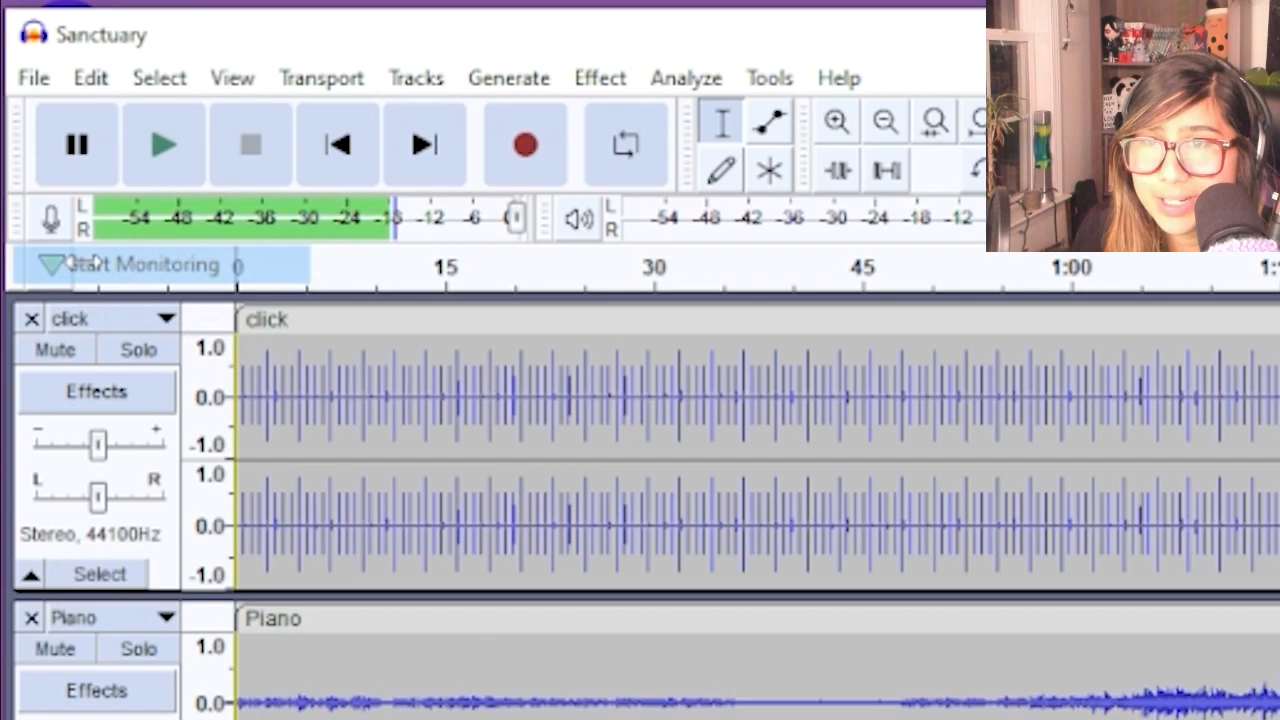 Sanctuary
File Edit Select View Transport Tracks Generate Effect Analyze Tools Help
L -54 -48 -42 -36 -30 -24 -18 -12 -6 L -54 -48 -42 -36 -30 -24 -18 -12
R R
Start Monitoring 0 15 30 45 1:00
click click
Mute Solo 1.0
Effects 0.0
- + -1.0
L R 1.0
Stereo, 44100Hz 0.0
Select -1.0
Piano Piano
Mute Solo 1.0
Effects 0.0